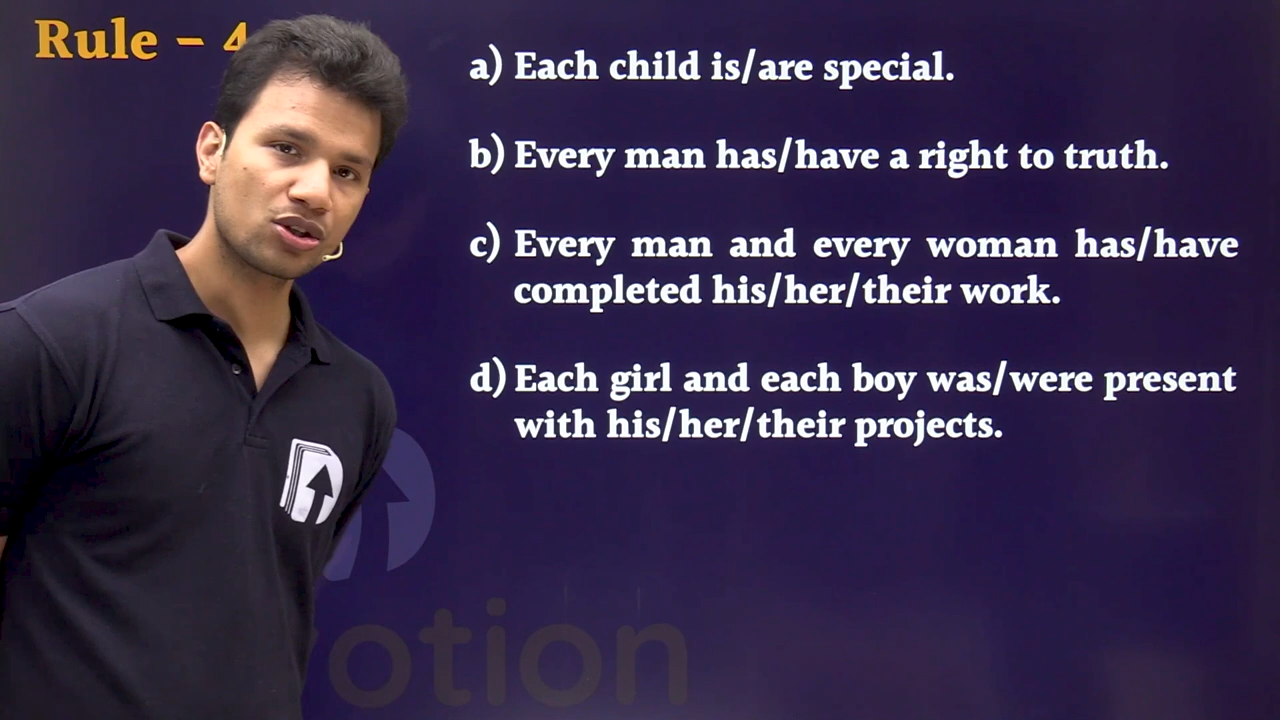 Rule - 4
a) Each child is/are special.
b) Every man has/have a right to truth.
c) Every man and every woman has/have
completed his/her/their work.
d) Each girl and each boy was/were present
with his/her/their projects.
otion